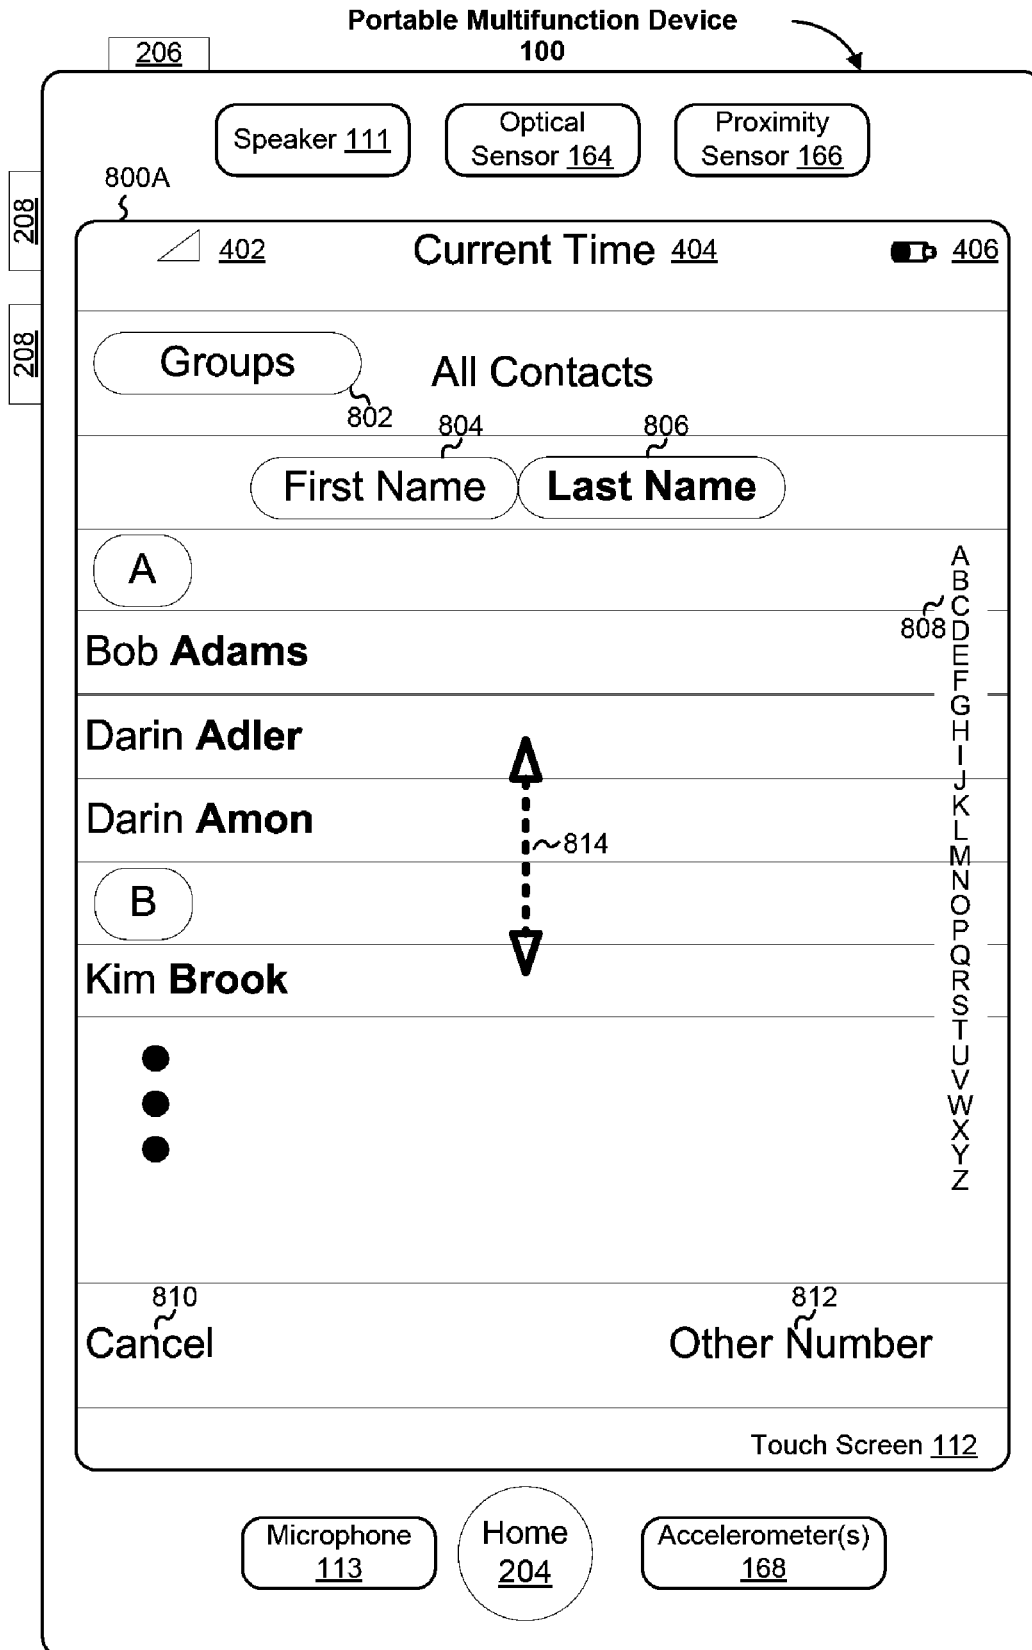 Portable Multifunction Device
100
206
Speaker 111
Optical
Sensor 164
Proximity
Sensor 166
800A
208
208
402
Current Time 404
406
Groups
802
All Contacts
804
806
First Name
Last Name
A
Bob Adams
Darin Adler
Darin Amon
814
B
Kim Brook
808
A
B
C
D
E
F
G
H
I
J
K
L
M
N
O
P
Q
R
S
T
U
V
W
X
Y
Z
810
Cancel
812
Other Number
Touch Screen 112
Microphone
113
Home
204
Accelerometer(s)
168